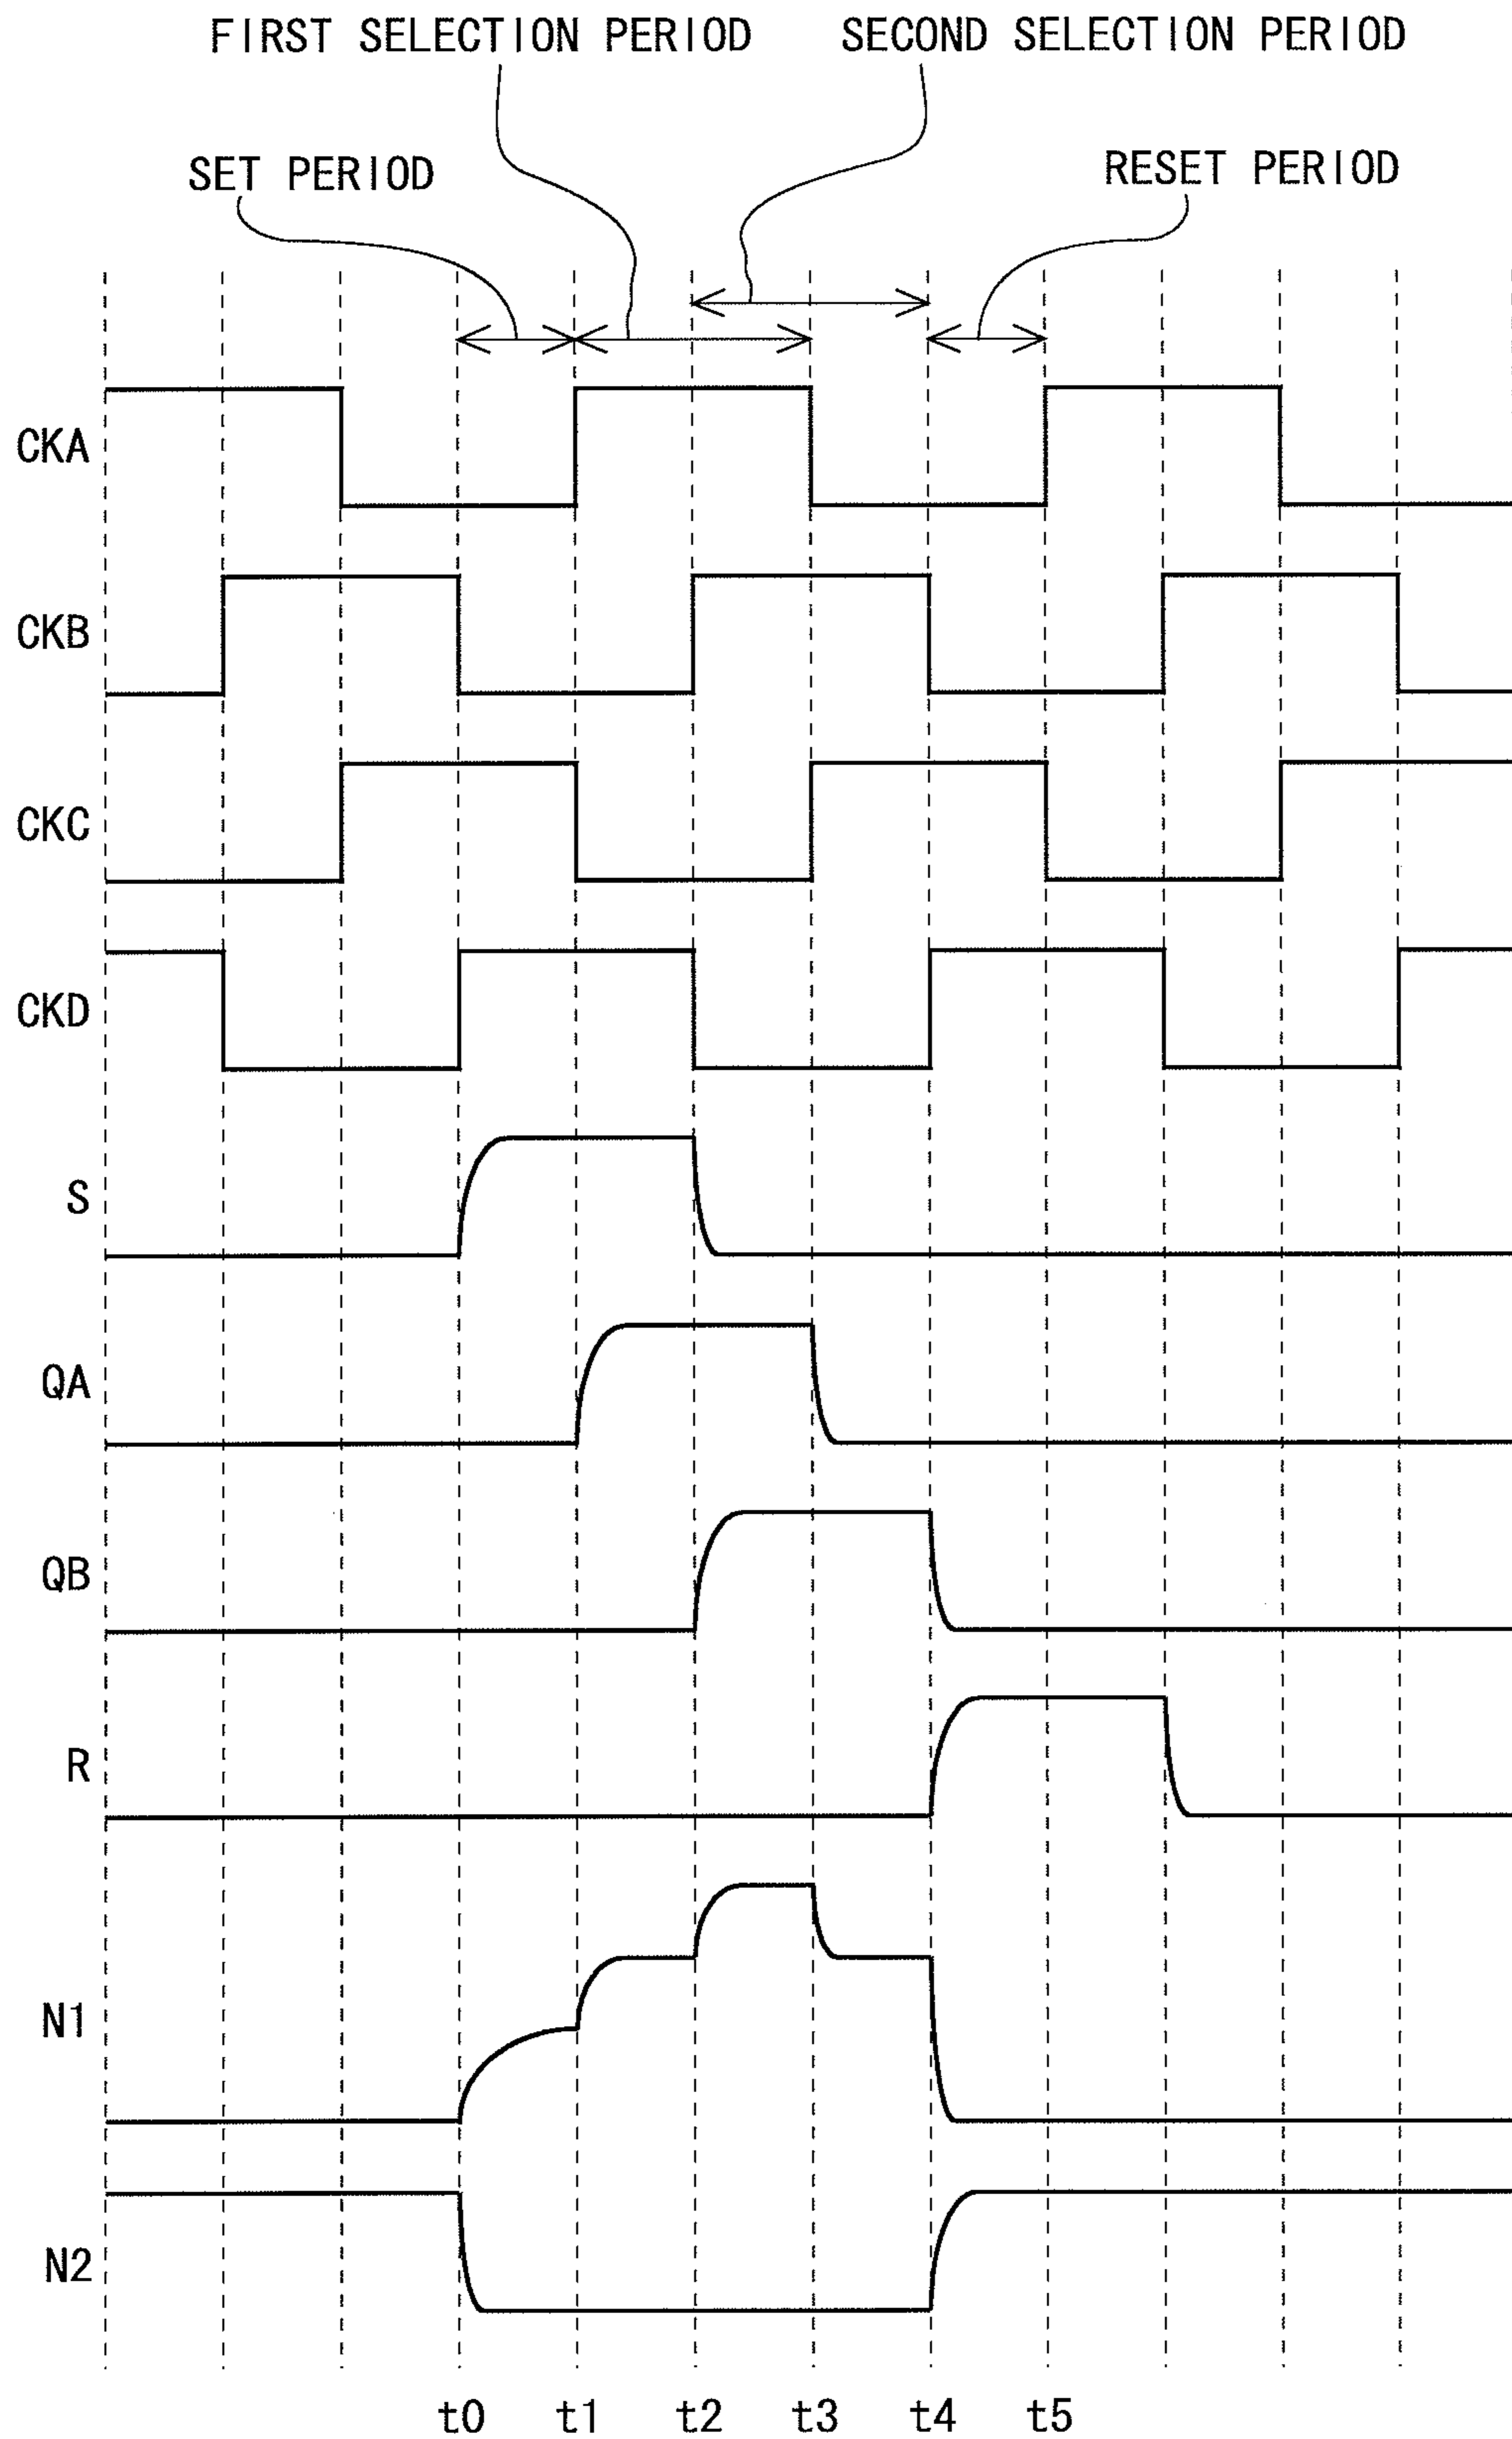 FIRST SELECTION PERIOD
SECOND SELECTION PERIOD
SET PERIOD
RESET PERIOD
CKA
CKB
CKC
CKD
S
QA
QB
R
N1
N2
t0 t1 t2 t3 t4 t5